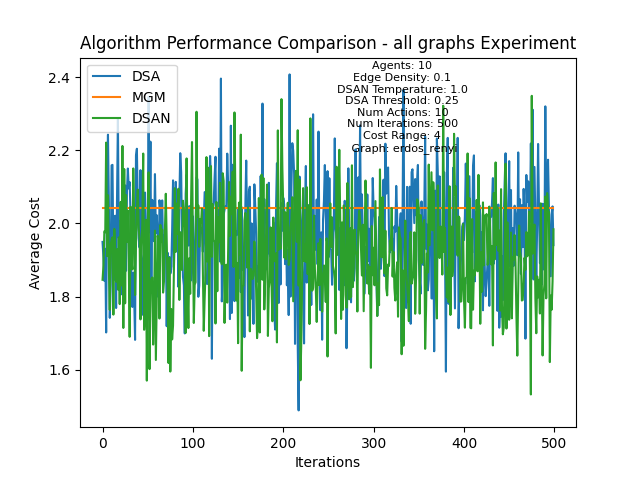 Algorithm Performance Comparison - all graphs Experiment
DSA
MGM
DSAN
Agents: 10
Edge Density: 0.1
DSAN Temperature: 1.0
DSA Threshold: 0.25
Num Actions: 10
Num Iterations: 500
Cost Range: 4
Graph: erdos_renyi
Average Cost
2.4
2.2
2.0
1.8
1.6
0 100 200 300 400 500
Iterations